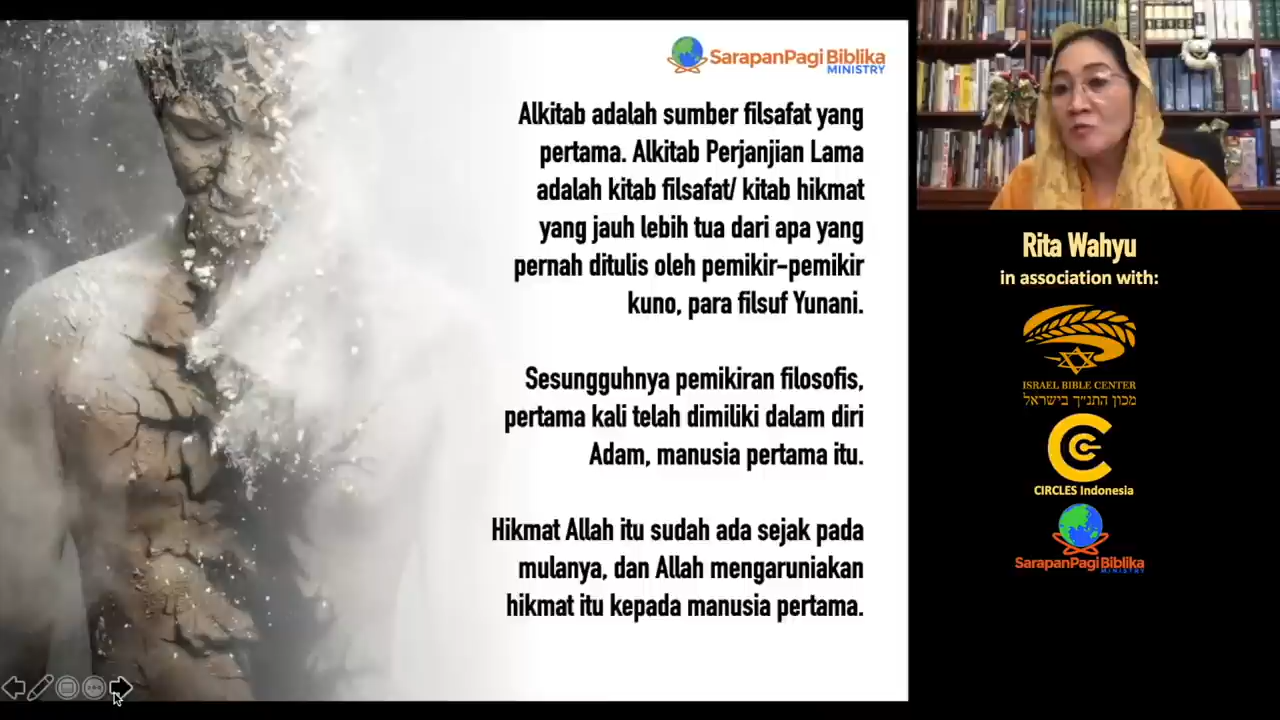 SarapanPagi Biblika
MINISTRY
Alkitab adalah sumber filsafat yang
pertama. Alkitab Perjanjian Lama
adalah kitab filsafat/ kitab hikmat
yang jauh lebih tua dari apa yang
pernah ditulis oleh pemikir-pemikir
kuno, para filsuf Yunani.
Sesungguhnya pemikiran filosofis,
pertama kali telah dimiliki dalam diri
Adam, manusia pertama itu.
Hikmat Allah itu sudah ada sejak pada
mulanya, dan Allah mengaruniakan
hikmat itu kepada manusia pertama.
Rita Wahyu
in association with:
ISRAEL BIBLE CENTER
מכון התנ״ך בישראל
CIRCLES Indonesia
SarapanPagi Biblika
MINISTRY